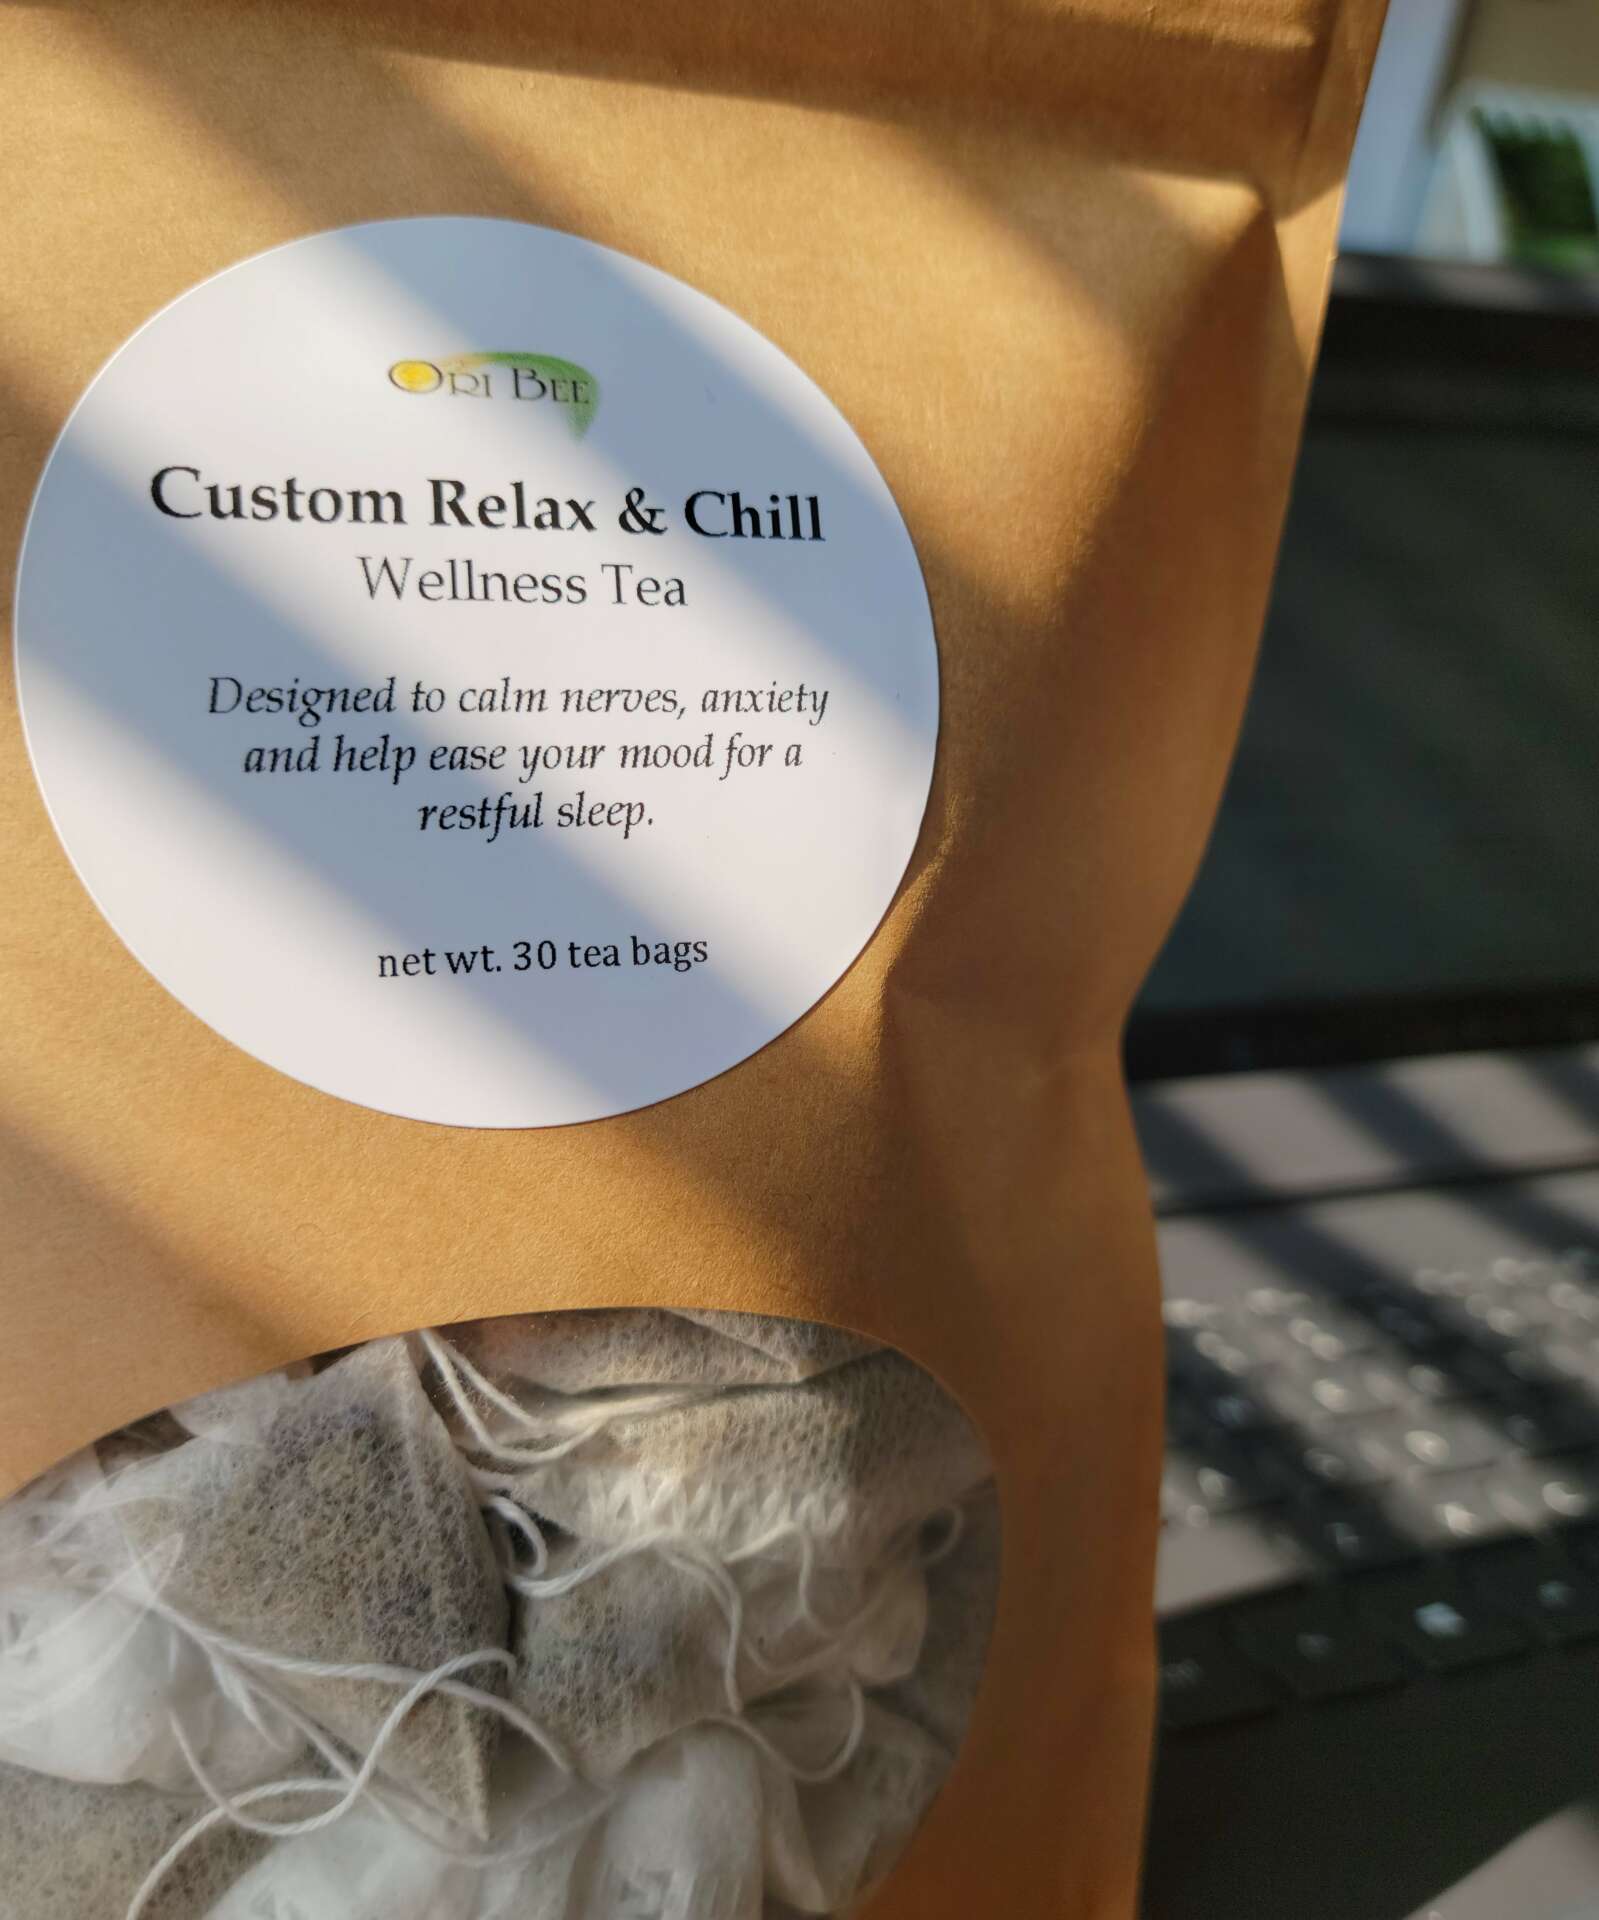 ORI BEE
Custom Relax & Chill
Wellness Tea
Designed to calm nerves, anxiety
and help ease your mood for a
restful sleep.
net wt. 30 tea bags